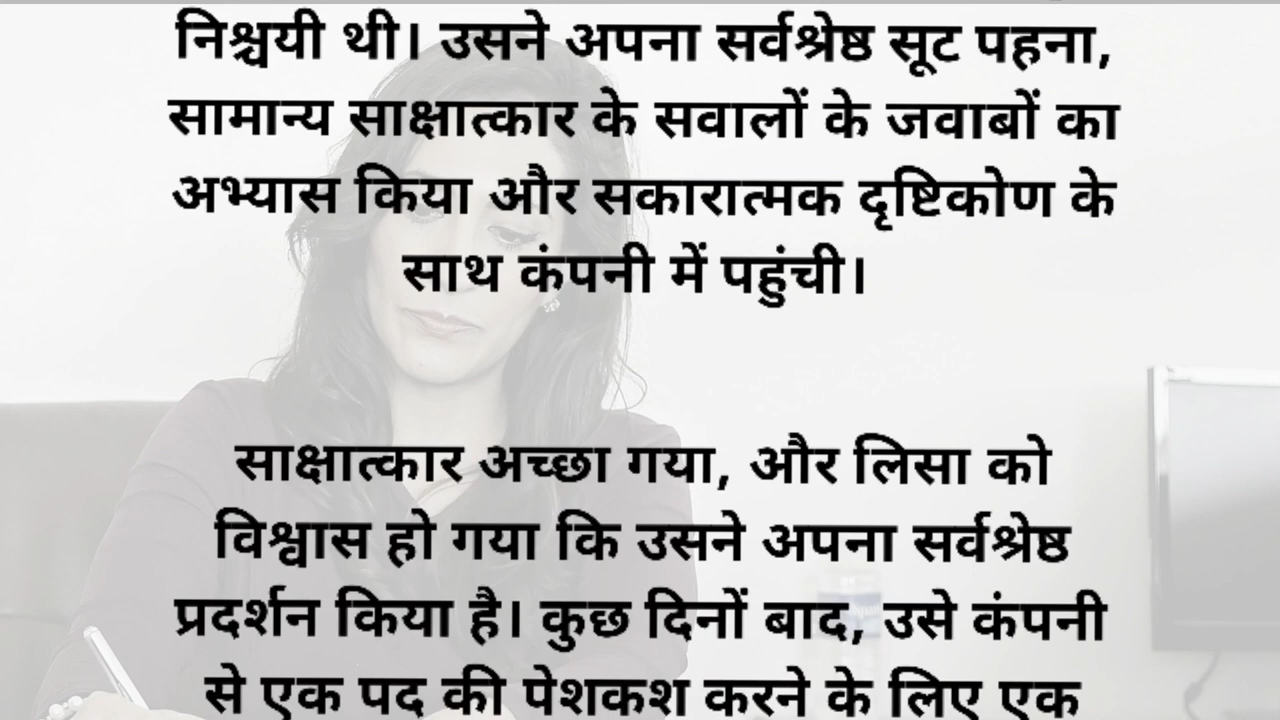 निश्चयी थी। उसने अपना सर्वश्रेष्ठ सूट पहना,
सामान्य साक्षात्कार के सवालों के जवाबों का
अभ्यास किया और सकारात्मक दृष्टिकोण के
साथ कंपनी में पहुंची।
साक्षात्कार अच्छा गया, और लिसा को
विश्वास हो गया कि उसने अपना सर्वश्रेष्ठ
प्रदर्शन किया है। कुछ दिनों बाद, उसे कंपनी
से एक पद की पेशकश करने के लिए एक